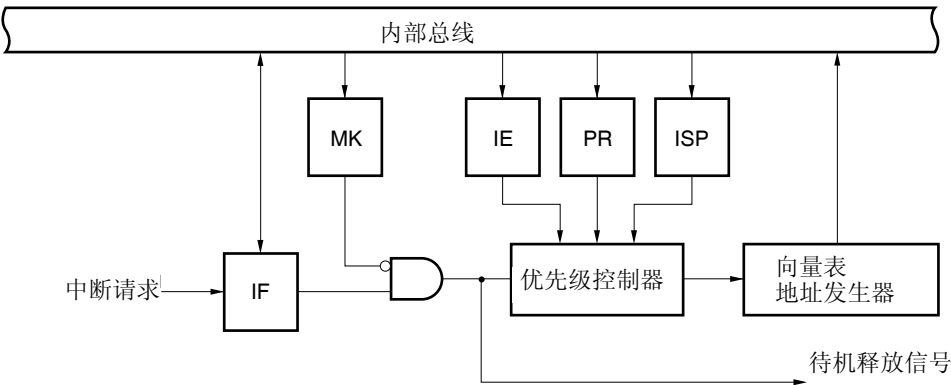 内部总线
MK
IE
PR
ISP
中断请求
IF
优先级控制器
向量表
地址发生器
待机释放信号